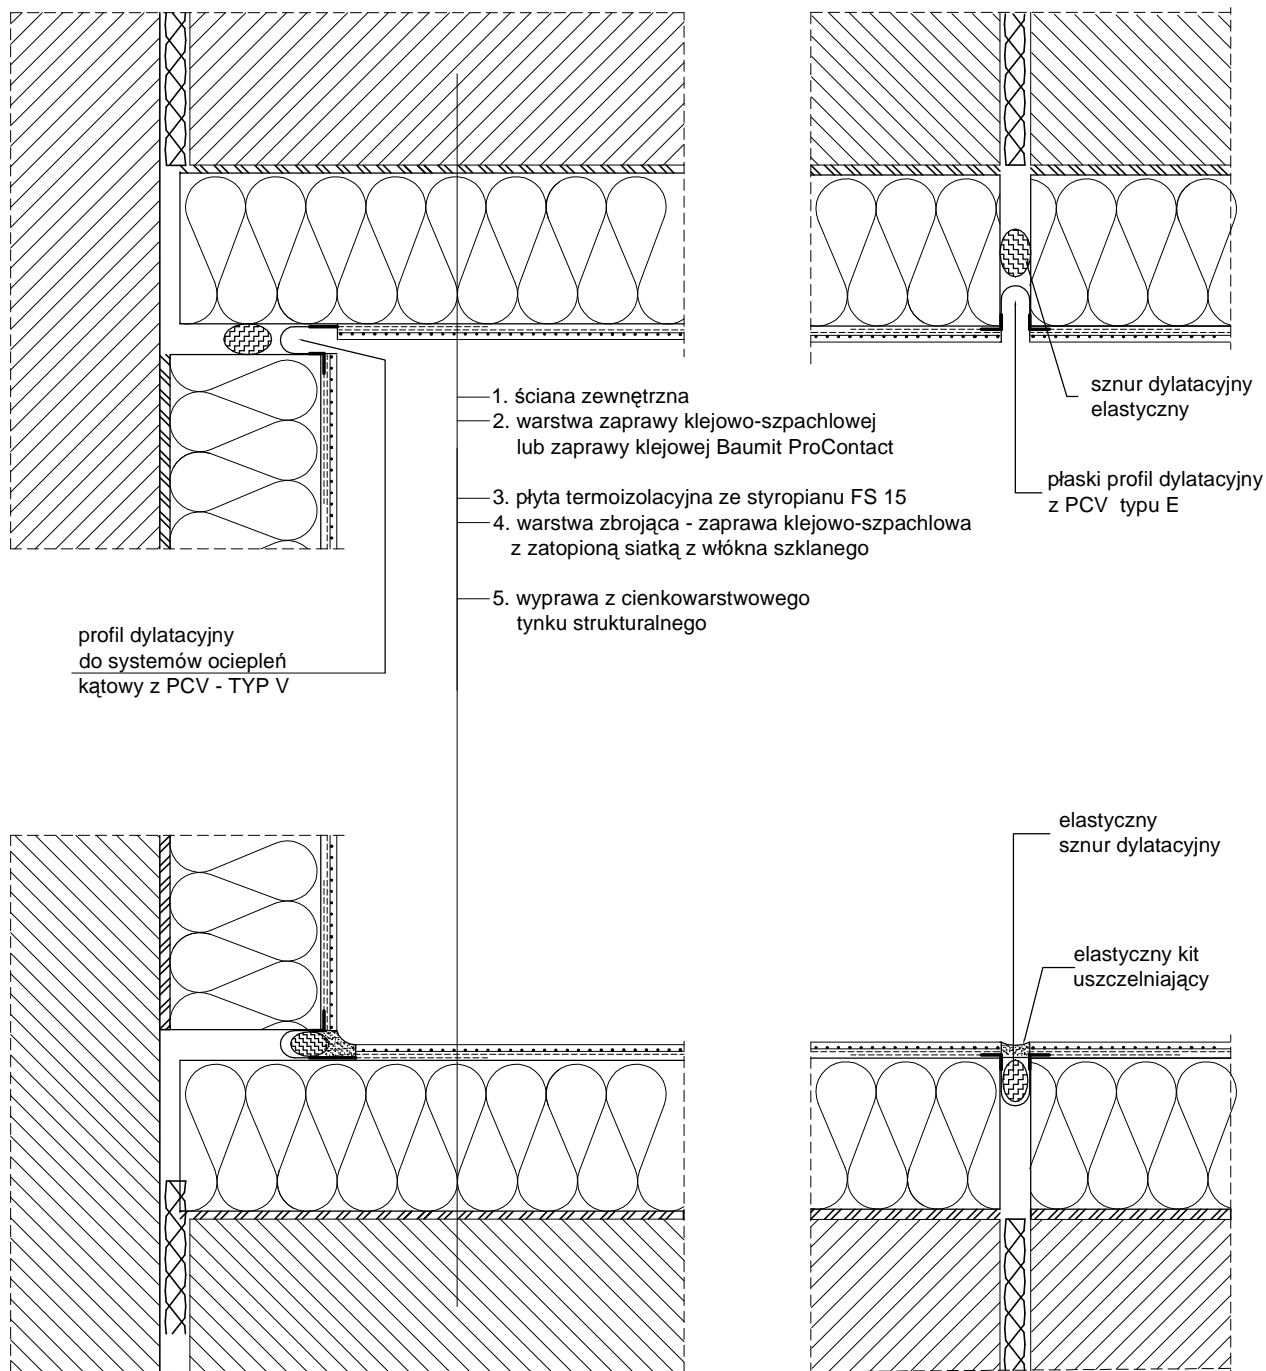 1. ściana zewnętrzna
2. warstwa zaprawy klejowo-szpachlowej
lub zaprawy klejowej Baumit ProContact
3. płyta termoizolacyjna ze styropianu FS 15
4. warstwa zbrojąca - zaprawa klejowo-szpachlowa
z zatopioną siatką z włókna szklanego
5. wyprawa z cienkowarstwowego
tynku strukturalnego
profil dylatacyjny
do systemów ociepleń
kątowy z PCV - TYP V
sznur dylatacyjny
elastyczny
płaski profil dylatacyjny
z PCV typu E
elastyczny
sznur dylatacyjny
elastyczny kit
uszczelniający